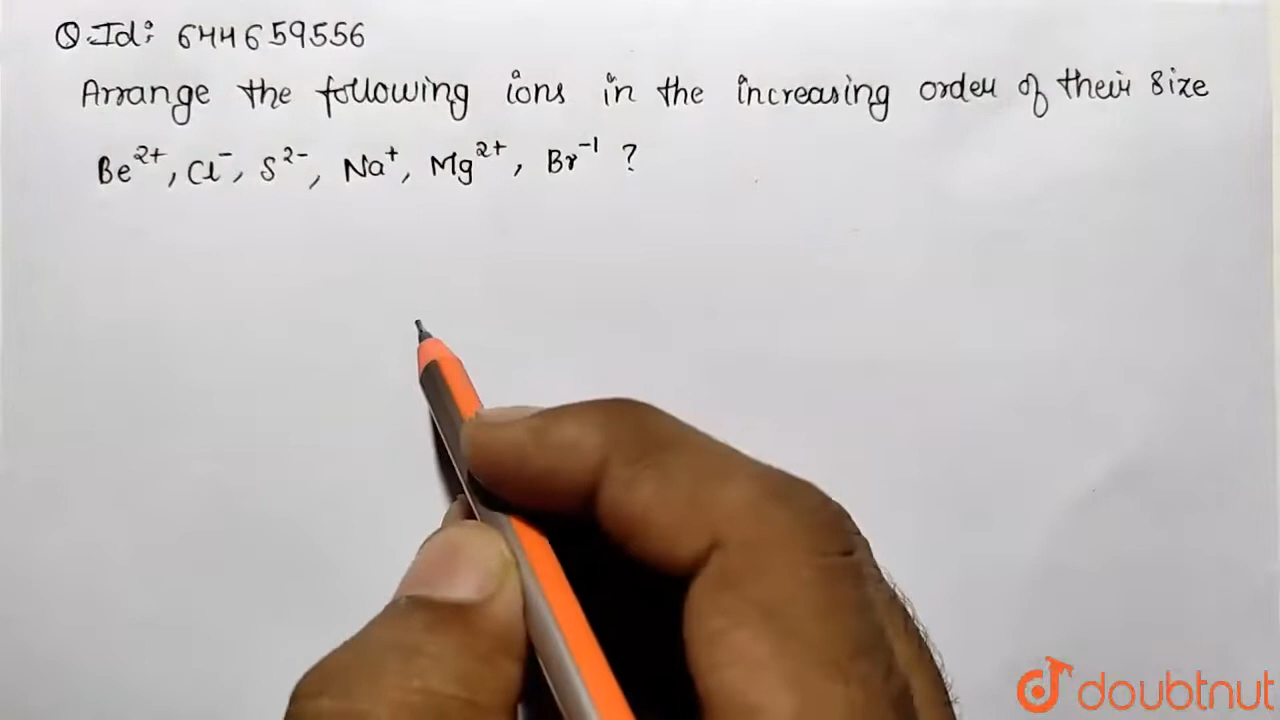 Q.Id: 644659556
Arrange the following ions in the increasing order of their size
Be²⁺, Cl⁻, S²⁻, Na⁺, Mg²⁺, Br⁻¹ ?
doubtnut